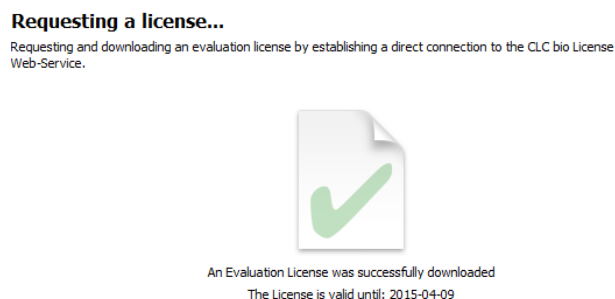 Requesting a license...
Requesting and downloading an evaluation license by establishing a direct connection to the CLC bio License
Web-Service.
An Evaluation License was successfully downloaded
The License is valid until: 2015-04-09